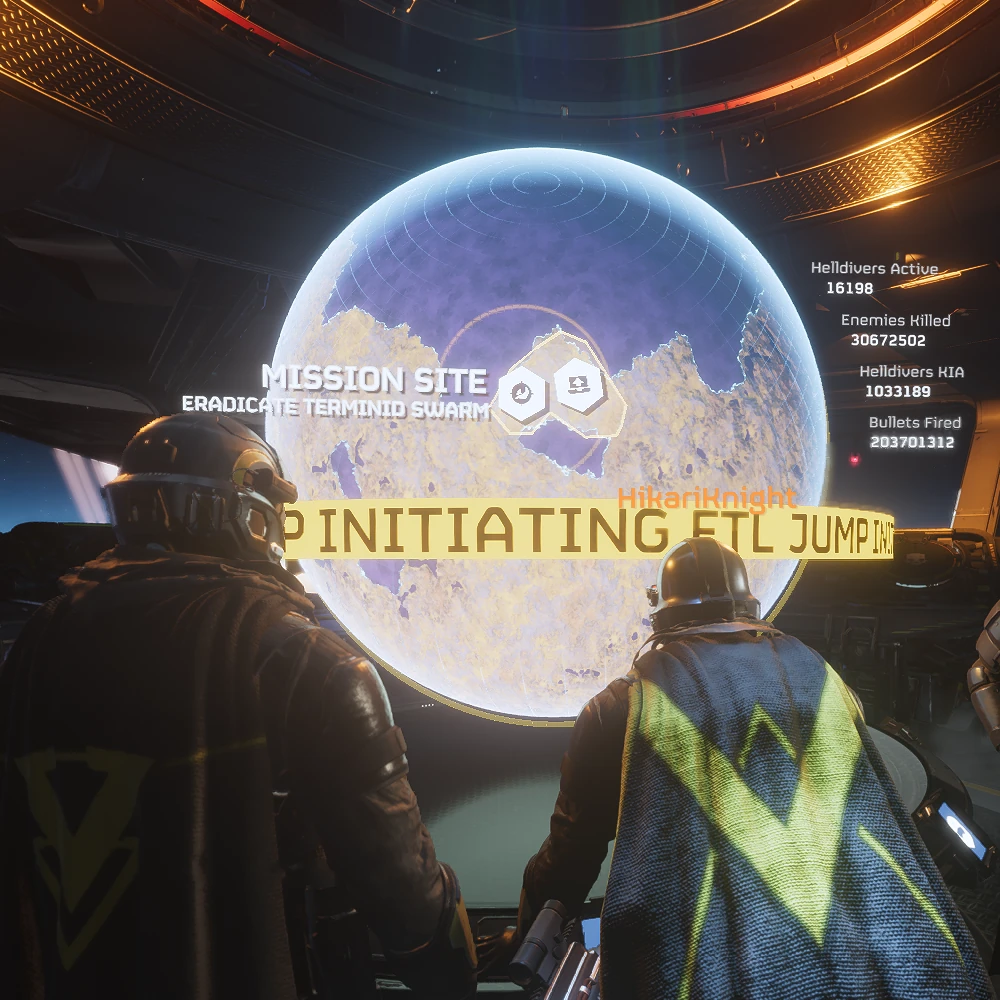 MISSION SITE
ERADICATE TERMINID SWARM
Helldivers Active
16198
Enemies Killed
30672502
Helldivers KIA
1033189
Bullets Fired
203701312
HikariKnight
P INITIATING FTL JUMP INIT